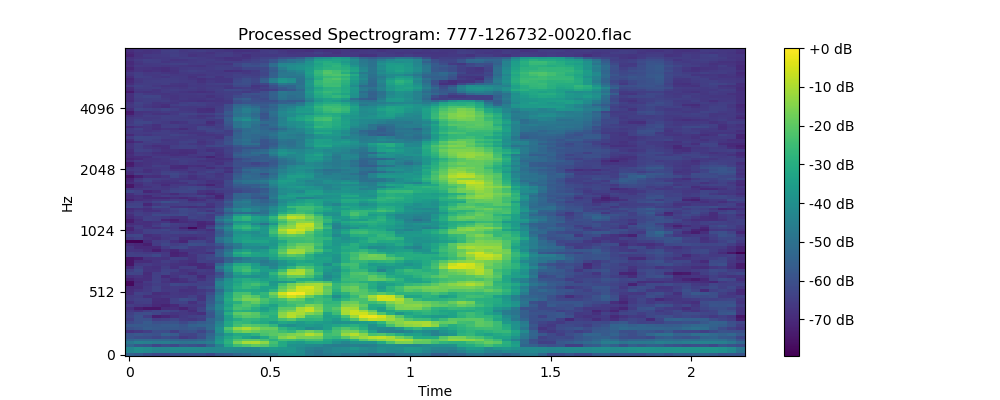 Processed Spectrogram: 777-126732-0020.flac
Hz
4096
2048
1024
512
0
0
0.5
1
1.5
2
Time
+0 dB
-10 dB
-20 dB
-30 dB
-40 dB
-50 dB
-60 dB
-70 dB